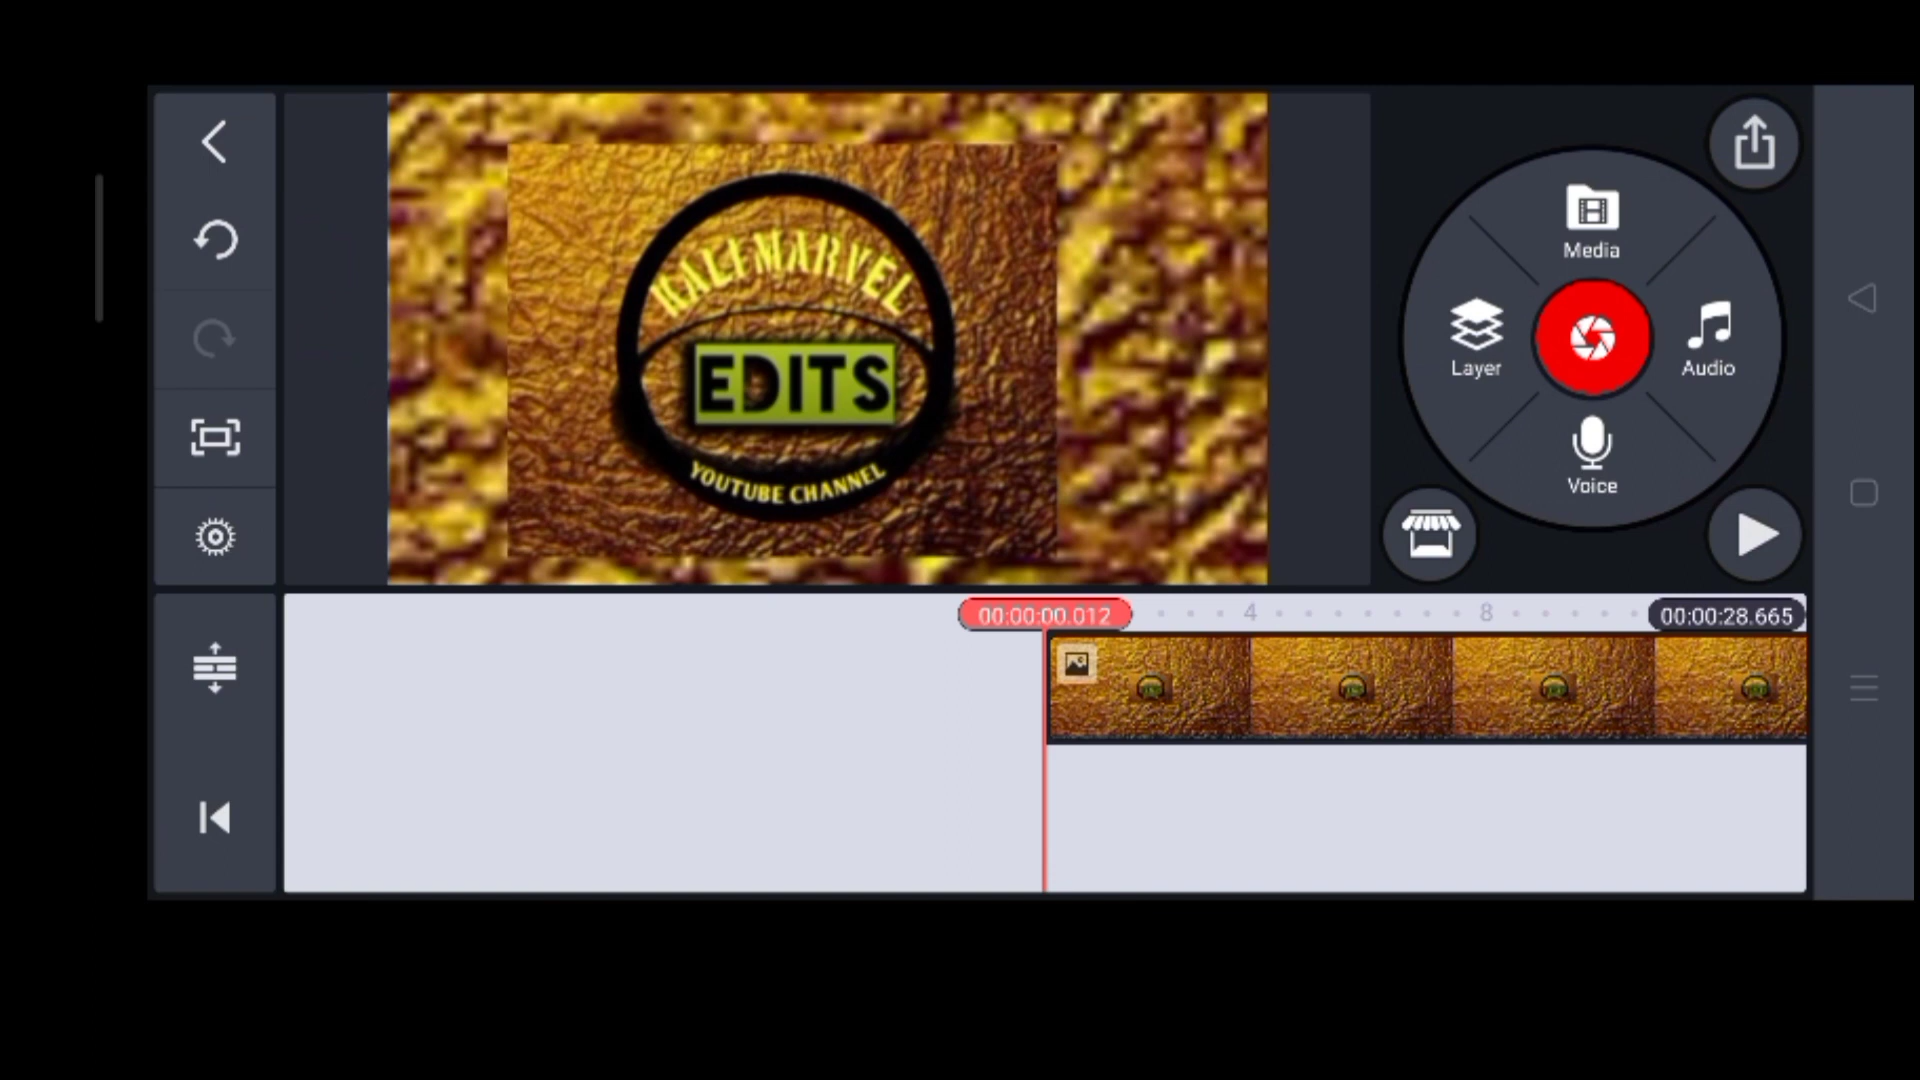 Media
Layer
Audio
Voice
KALIMARVEL
EDITS
YOUTUBE CHANNEL
00:00:00.012
4
8
00:00:28.665